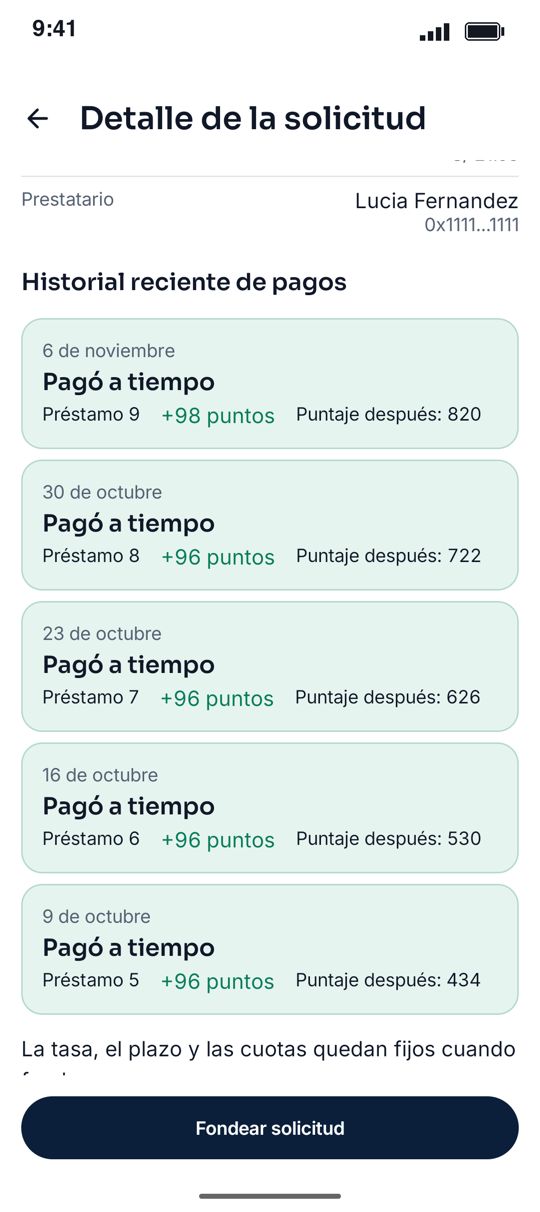 9:41
Detalle de la solicitud
Prestatario
Lucia Fernandez
0x1111...1111
Historial reciente de pagos
6 de noviembre
Pagó a tiempo
Préstamo 9 +98 puntos Puntaje después: 820
30 de octubre
Pagó a tiempo
Préstamo 8 +96 puntos Puntaje después: 722
23 de octubre
Pagó a tiempo
Préstamo 7 +96 puntos Puntaje después: 626
16 de octubre
Pagó a tiempo
Préstamo 6 +96 puntos Puntaje después: 530
9 de octubre
Pagó a tiempo
Préstamo 5 +96 puntos Puntaje después: 434
La tasa, el plazo y las cuotas quedan fijos cuando
Fondear solicitud